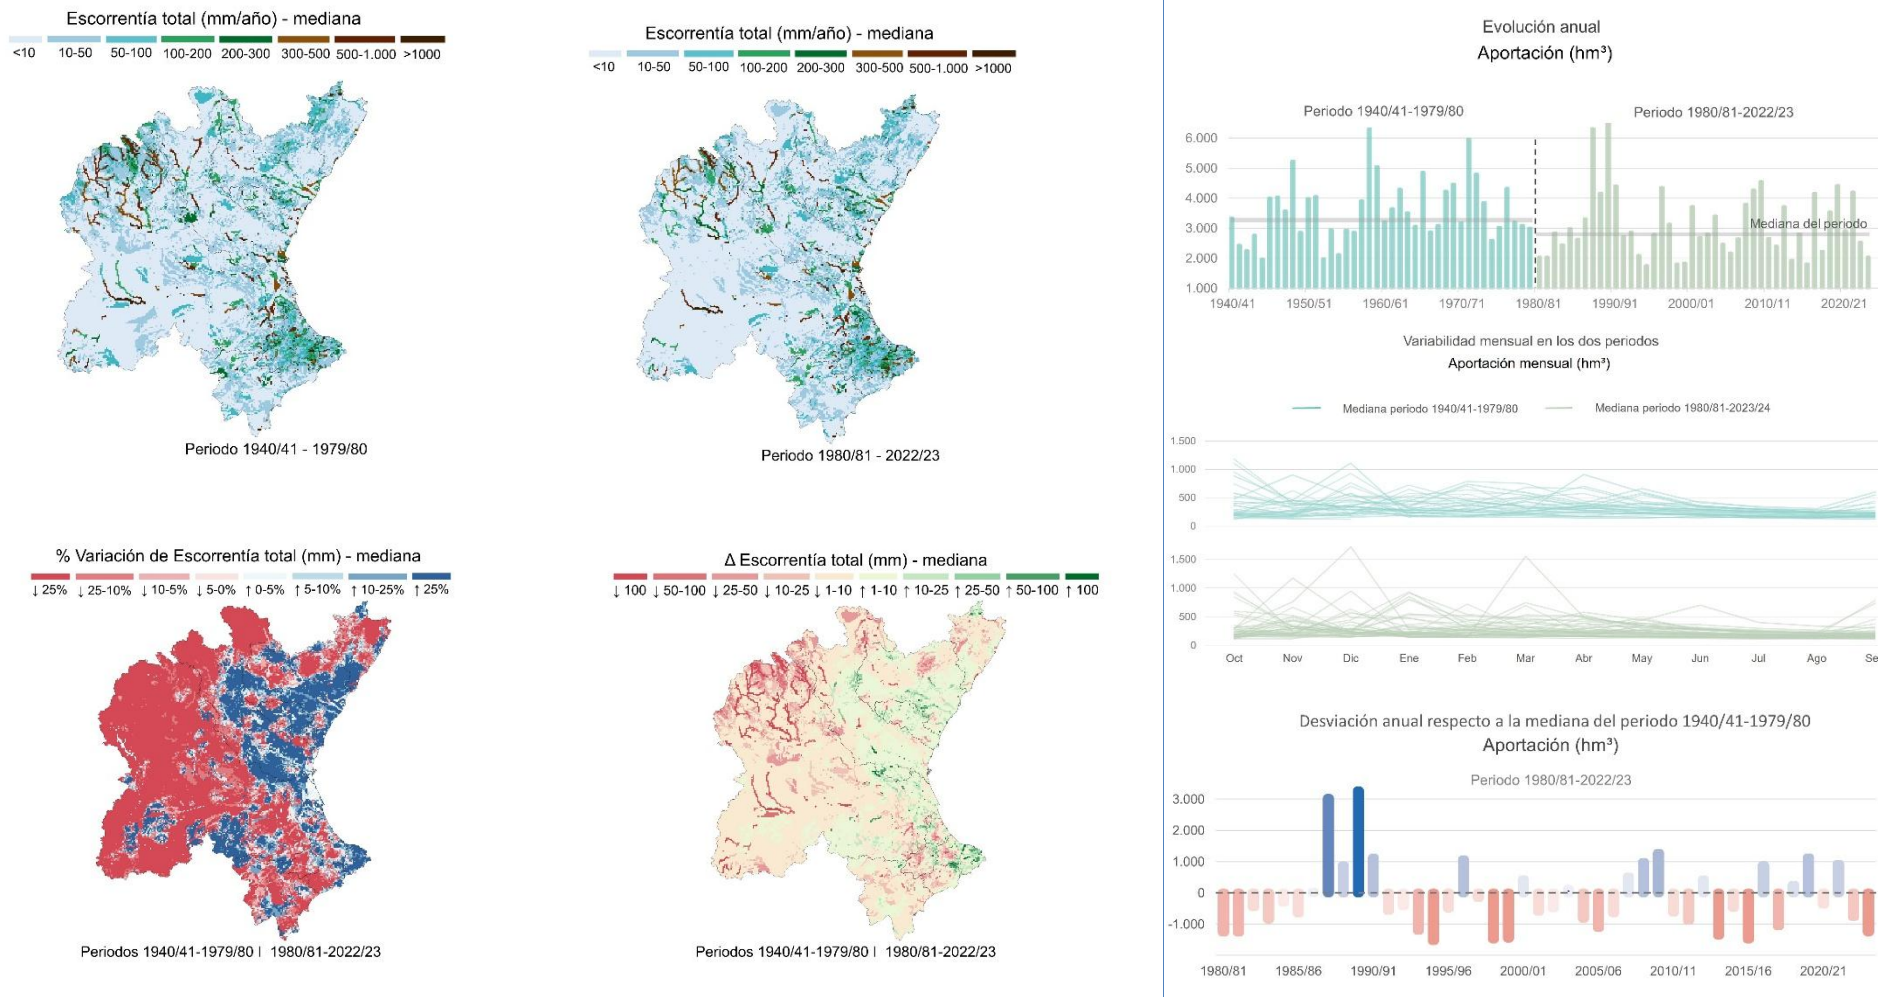 Escorrentía total (mm/año) - mediana
<10 10-50 50-100 100-200 200-300 300-500 500-1.000 >1000
Periodo 1940/41 - 1979/80
Escorrentía total (mm/año) - mediana
<10 10-50 50-100 100-200 200-300 300-500 500-1.000 >1000
Periodo 1980/81 - 2022/23
% Variación de Escorrentía total (mm) - mediana
↓ 25% ↓ 25-10% ↓ 10-5% ↓ 5-0% ↑ 0-5% ↑ 5-10% ↑ 10-25% ↑ 25%
Periodos 1940/41-1979/80 | 1980/81-2022/23
Δ Escorrentía total (mm) - mediana
↓ 100 ↓ 50-100 ↓ 25-50 ↓ 10-25 ↓ 1-10 ↑ 1-10 ↑ 10-25 ↑ 25-50 ↑ 50-100 ↑ 100
Periodos 1940/41-1979/80 | 1980/81-2022/23
Evolución anual
Aportación (hm³)
Periodo 1940/41-1979/80 Periodo 1980/81-2022/23
6.000
5.000
4.000
3.000
2.000
1.000
Mediana del periodo
1940/41 1950/51 1960/61 1970/71 1980/81 1990/91 2000/01 2010/11 2020/21
Variabilidad mensual en los dos periodos
Aportación mensual (hm³)
Mediana periodo 1940/41-1979/80 Mediana periodo 1980/81-2023/24
1.500
1.000
500
0
1.500
1.000
500
0
Oct Nov Dic Ene Feb Mar Abr May Jun Jul Ago Se
Desviación anual respecto a la mediana del periodo 1940/41-1979/80
Aportación (hm³)
Periodo 1980/81-2022/23
3.000
2.000
1.000
0
-1.000
1980/81 1985/86 1990/91 1995/96 2000/01 2005/06 2010/11 2015/16 2020/21